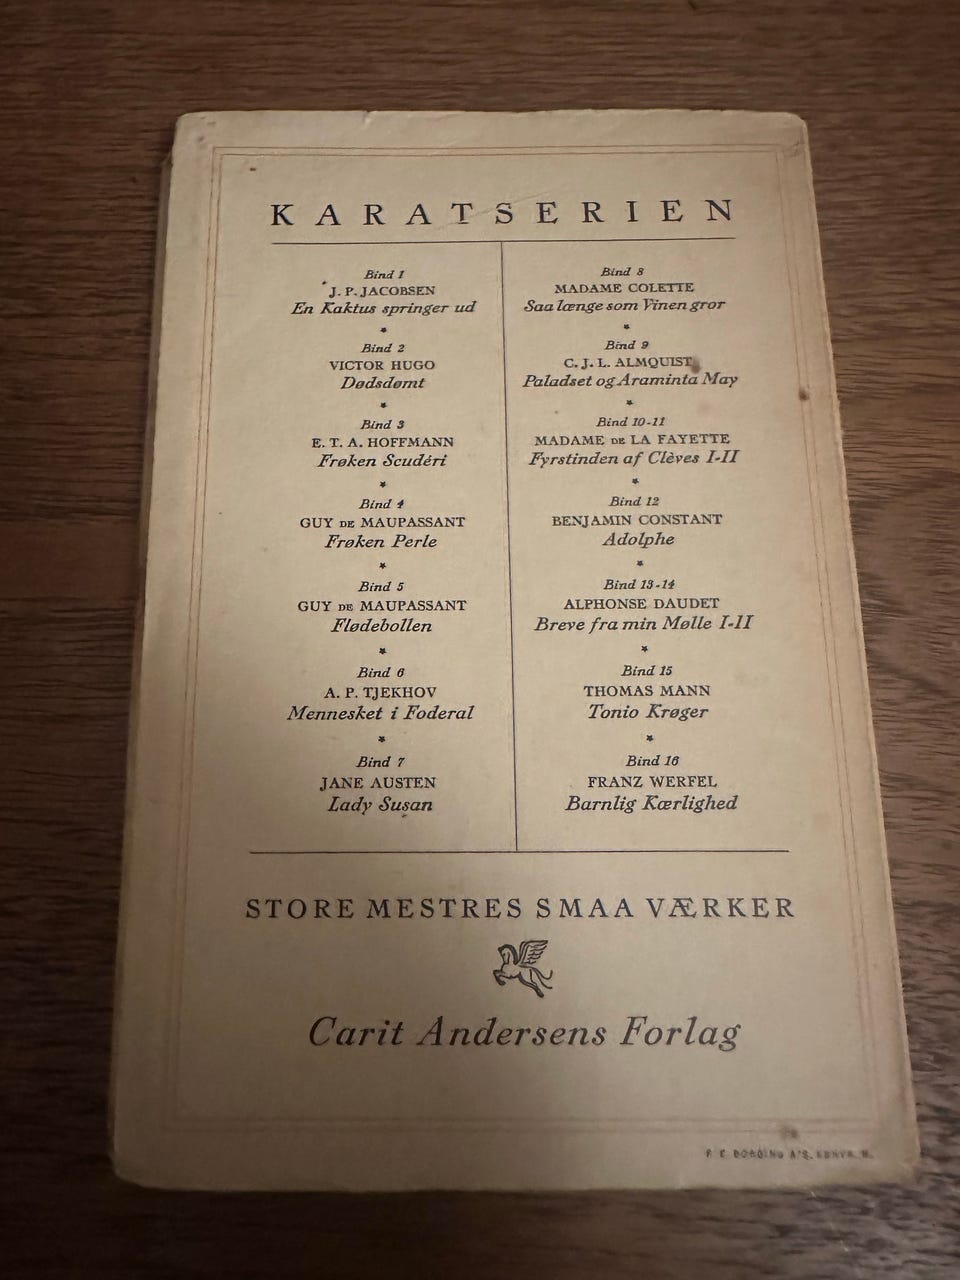 KARATSERIEN
Bind 1
J. P. JACOBSEN
En Kaktus springer ud
Bind 2
VICTOR HUGO
Dødsdømt
Bind 3
E. T. A. HOFFMANN
Frøken Scudéri
Bind 4
GUY DE MAUPASSANT
Frøken Perle
Bind 5
GUY DE MAUPASSANT
Flødebollen
Bind 6
A. P. TJEKHOV
Mennesket i Foderal
Bind 7
JANE AUSTEN
Lady Susan
Bind 8
MADAME COLETTE
Saa længe som Vinen gror
Bind 9
C. J. L. ALMQUIST
Paladset og Araminta May
Bind 10-11
MADAME DE LA FAYETTE
Fyrstinden af Clèves I-II
Bind 12
BENJAMIN CONSTANT
Adolphe
Bind 13-14
ALPHONSE DAUDET
Breve fra min Mølle I-II
Bind 15
THOMAS MANN
Tonio Krøger
Bind 16
FRANZ WERFEL
Barnlig Kærlighed
STORE MESTRES SMAA VÆRKER
Carit Andersens Forlag
BORDING A/S.